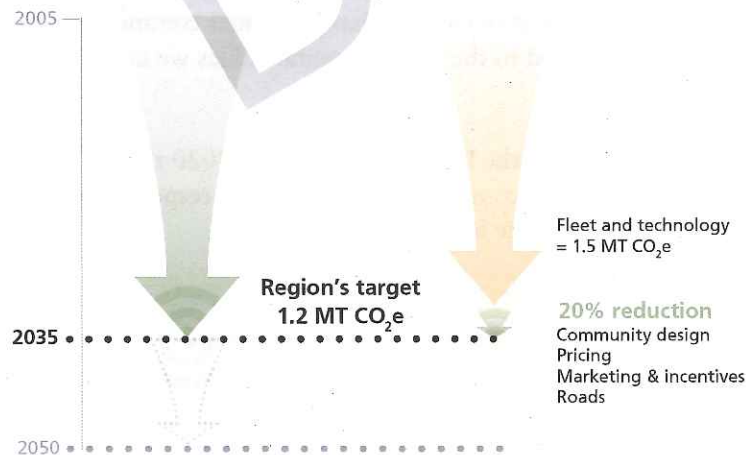 2005
Fleet and technology
= 1.5 MT CO₂e
Region's target
1.2 MT CO₂e
20% reduction
2035
Community design
Pricing
Marketing & incentives
Roads
2050